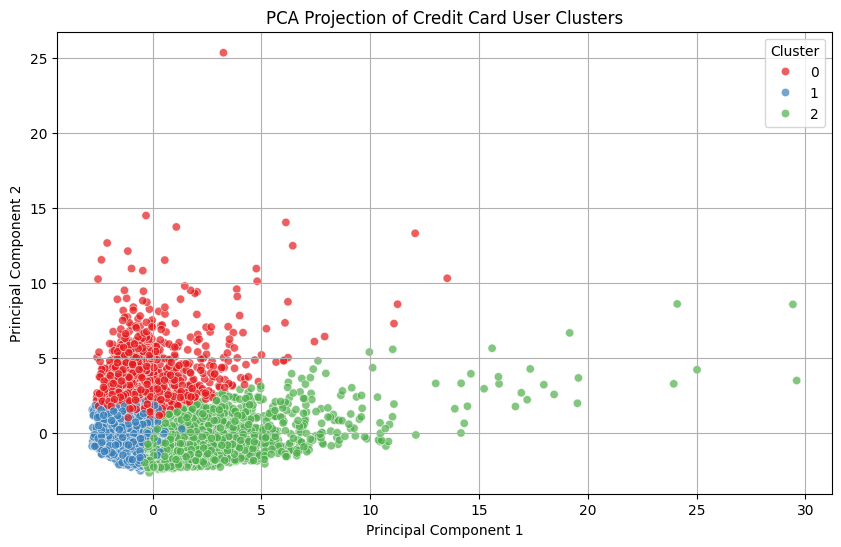 PCA Projection of Credit Card User Clusters
Cluster
0
1
2
Principal Component 2
25
20
15
10
5
0
0 5 10 15 20 25 30
Principal Component 1